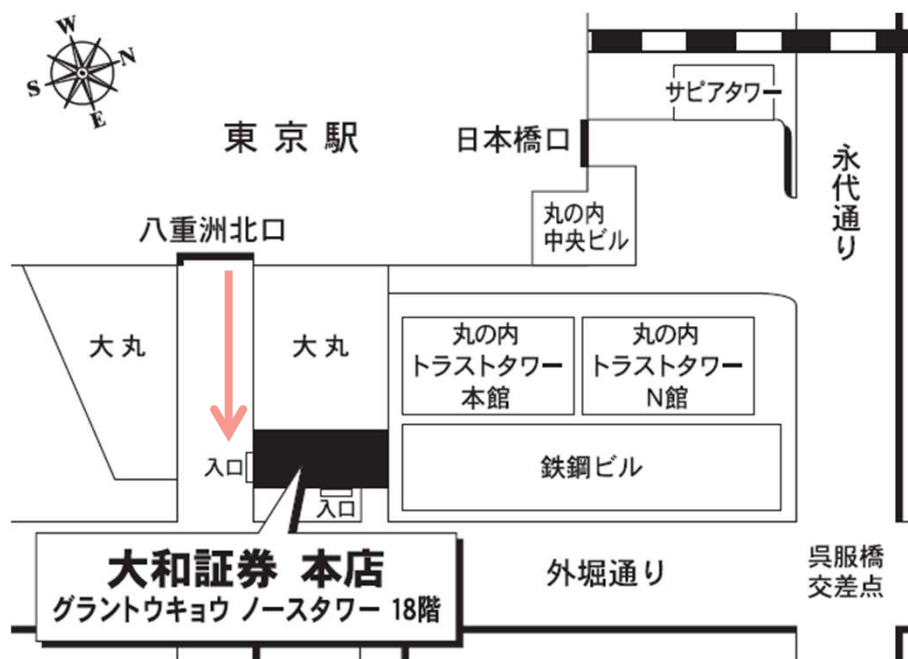 W
N
S
E
サピアタワー
東京駅
日本橋口
永代通り
丸の内
中央ビル
八重洲北口
大丸
大丸
丸の内
トラストタワー
本館
丸の内
トラストタワー
N館
入口
鉄鋼ビル
入口
大和証券 本店
グラントウキョウ ノースタワー 18階
外堀通り
呉服橋
交差点